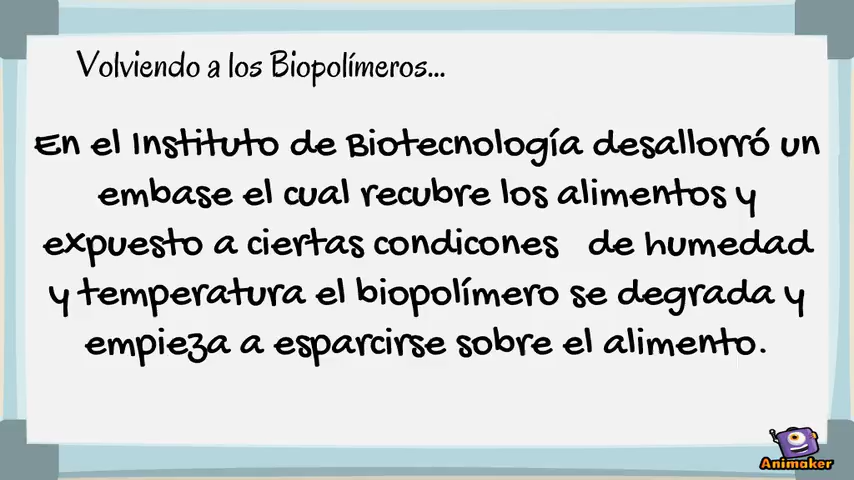 Volviendo a los Biopolímeros...
En el Instituto de Biotecnología desallorró un
embase el cual recubre los alimentos y
expuesto a ciertas condicones de humedad
y temperatura el biopolímero se degrada y
empieza a esparcirse sobre el alimento.
Animaker